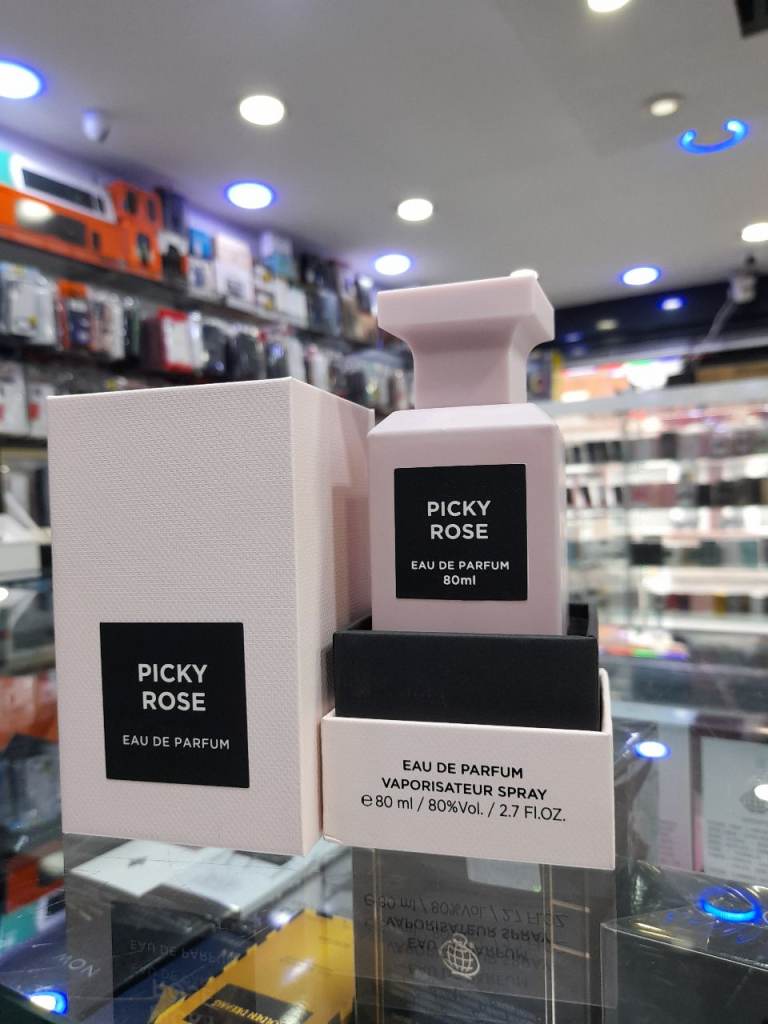 PICKY
ROSE
EAU DE PARFUM
80ml
PICKY
ROSE
EAU DE PARFUM
EAU DE PARFUM
VAPORISATEUR SPRAY
℮ 80 ml / 80%Vol. / 2.7 Fl.OZ.